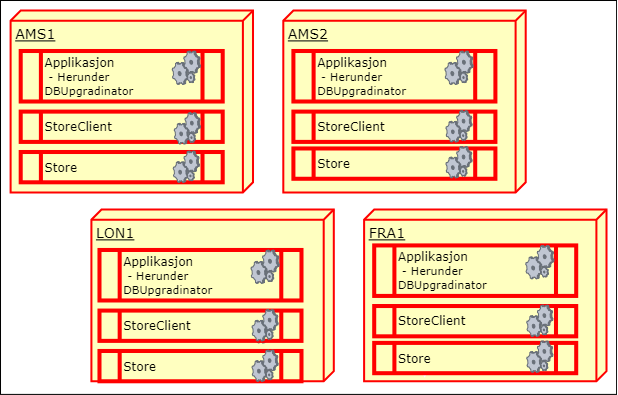 AMS1
Applikasjon
- Herunder
DBUpgradinator
StoreClient
Store
AMS2
Applikasjon
- Herunder
DBUpgradinator
StoreClient
Store
LON1
Applikasjon
- Herunder
DBUpgradinator
StoreClient
Store
FRA1
Applikasjon
- Herunder
DBUpgradinator
StoreClient
Store